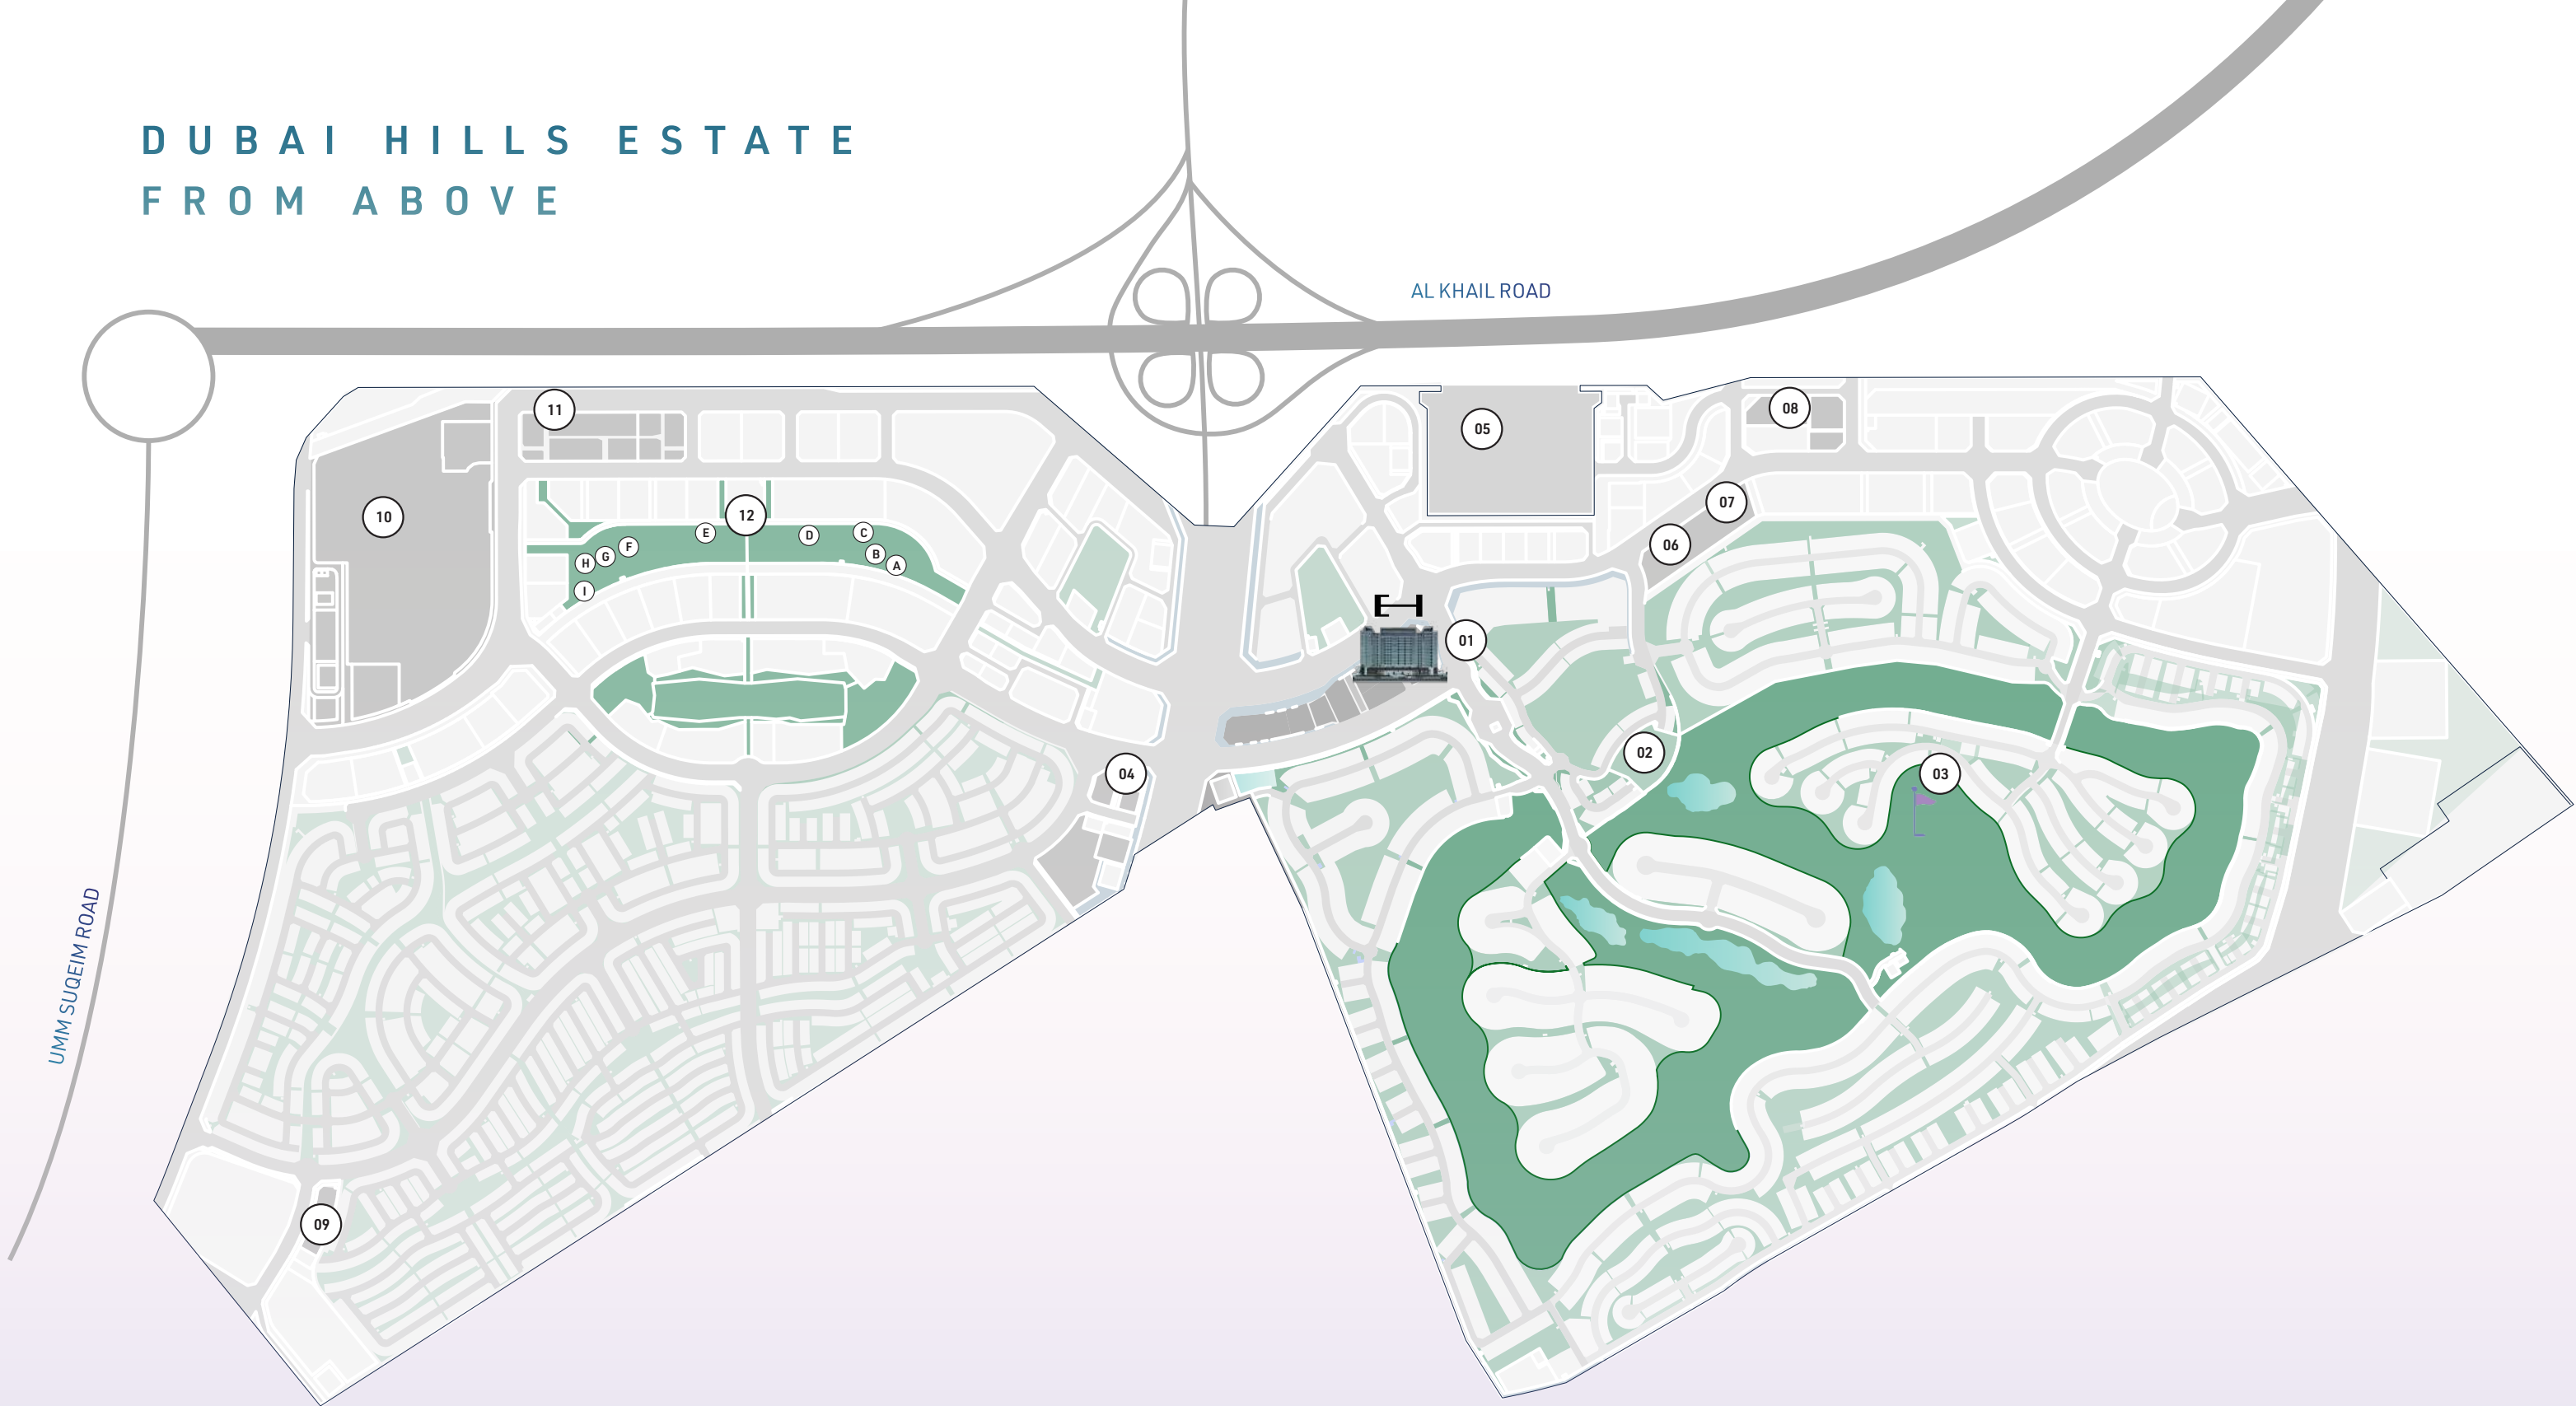 DUBAI HILLS ESTATE
FROM ABOVE
AL KHAIL ROAD
UMM SUQEIM ROAD
11
10
12
E
D
C
B
A
F
G
H
I
05
08
07
06
01
02
03
04
09